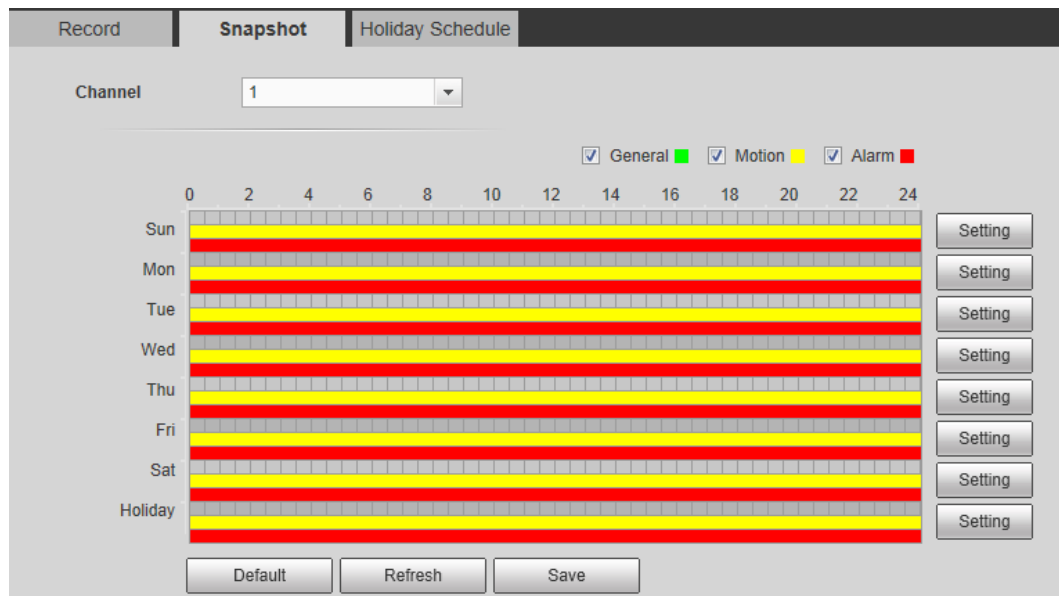 Record Snapshot Holiday Schedule
Channel 1
General Motion Alarm
0 2 4 6 8 10 12 14 16 18 20 22 24
Sun Setting
Mon Setting
Tue Setting
Wed Setting
Thu Setting
Fri Setting
Sat Setting
Holiday Setting
Default Refresh Save